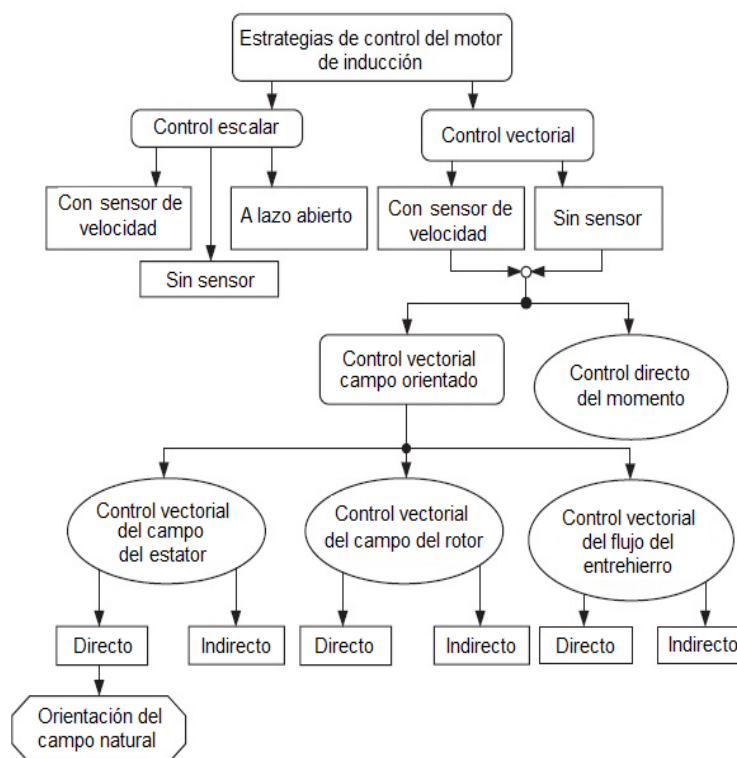 Estrategias de control del motor
de inducción
Control escalar
Control vectorial
Con sensor de
velocidad
A lazo abierto
Con sensor de
velocidad
Sin sensor
Sin sensor
Control vectorial
campo orientado
Control directo
del momento
Control vectorial
del campo
del estator
Control vectorial
del campo del rotor
Control vectorial
del flujo del
entrehierro
Directo
Indirecto
Directo
Indirecto
Directo
Indirecto
Orientación del
campo natural